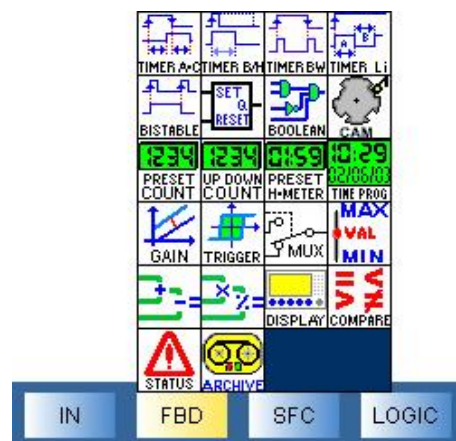 TIMER A•C TIMER B/H TIMER BW TIMER Li
A B
SET
Q
RESET
BISTABLE BOOLEAN CAM
1234 1234 01:59 10:29
02/06/03
PRESET COUNT UP DOWN COUNT PRESET H•METER TIME PROG
MAX
VAL
MIN
GAIN TRIGGER MUX
+ - = × % =
DISPLAY COMPARE
= ≠ > < ≥ ≤
STATUS ARCHIVE
IN FBD SFC LOGIC